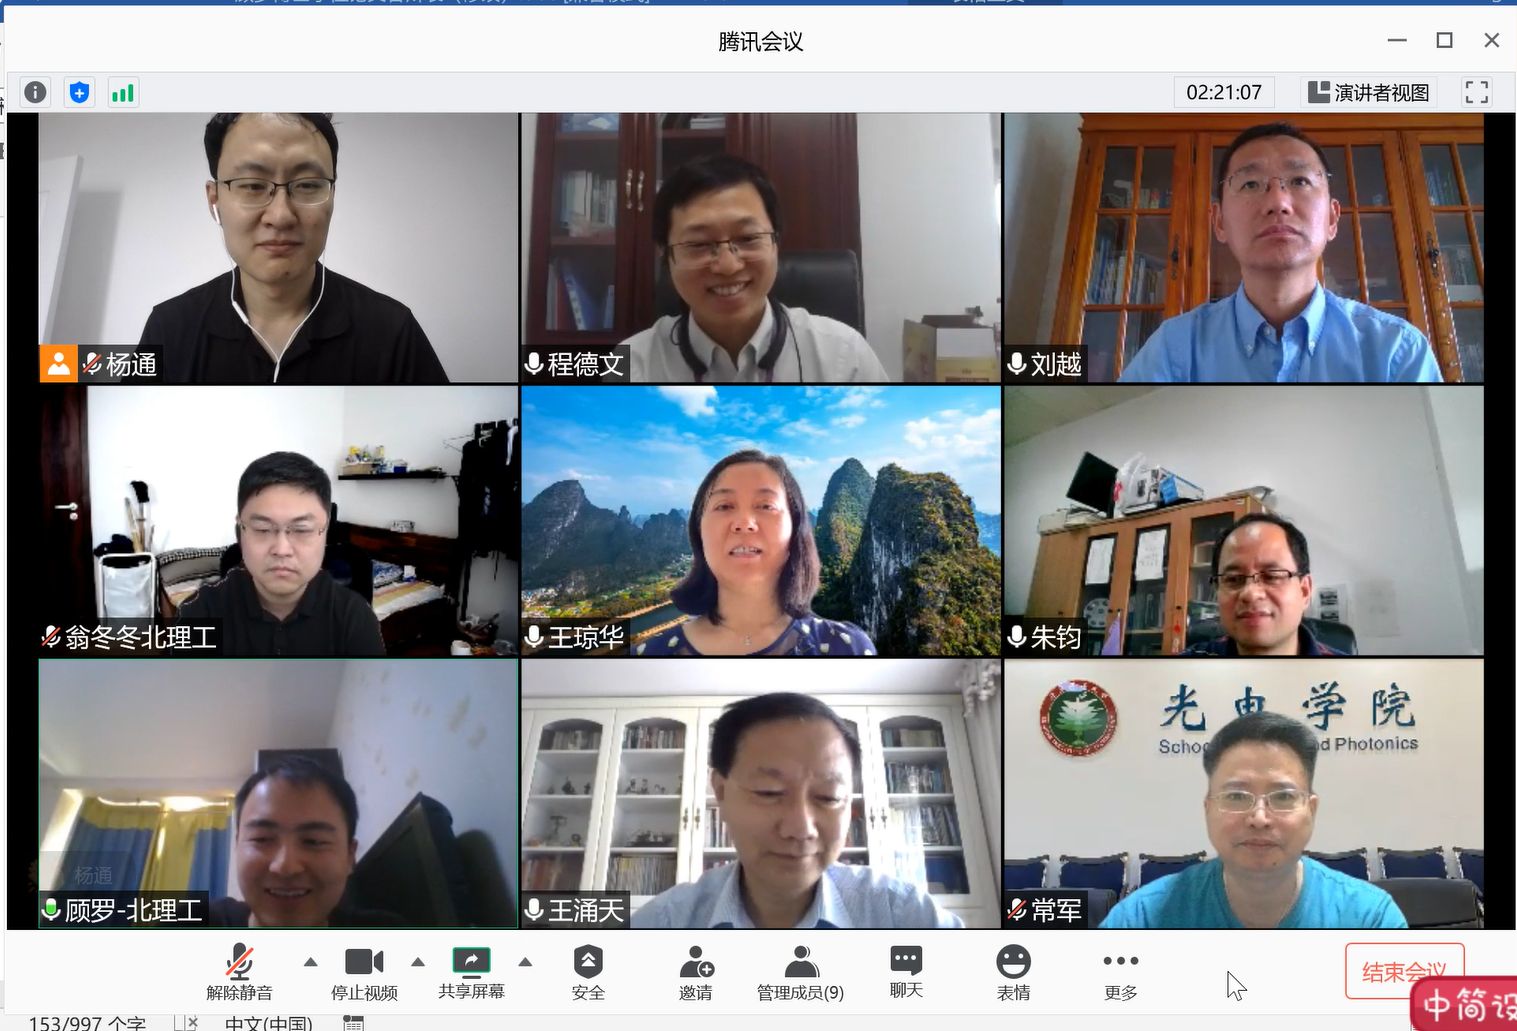 腾讯会议
02:21:07
演讲者视图
杨通
程德文
刘越
翁冬冬北理工
王琼华
朱钧
光电学院
Photonics
杨通
顾罗-北理工
王涌天
常军
解除静音
停止视频
共享屏幕
安全
邀请
管理成员(9)
聊天
表情
更多
结束会议
中简设
153/997 个字
中文(中国)